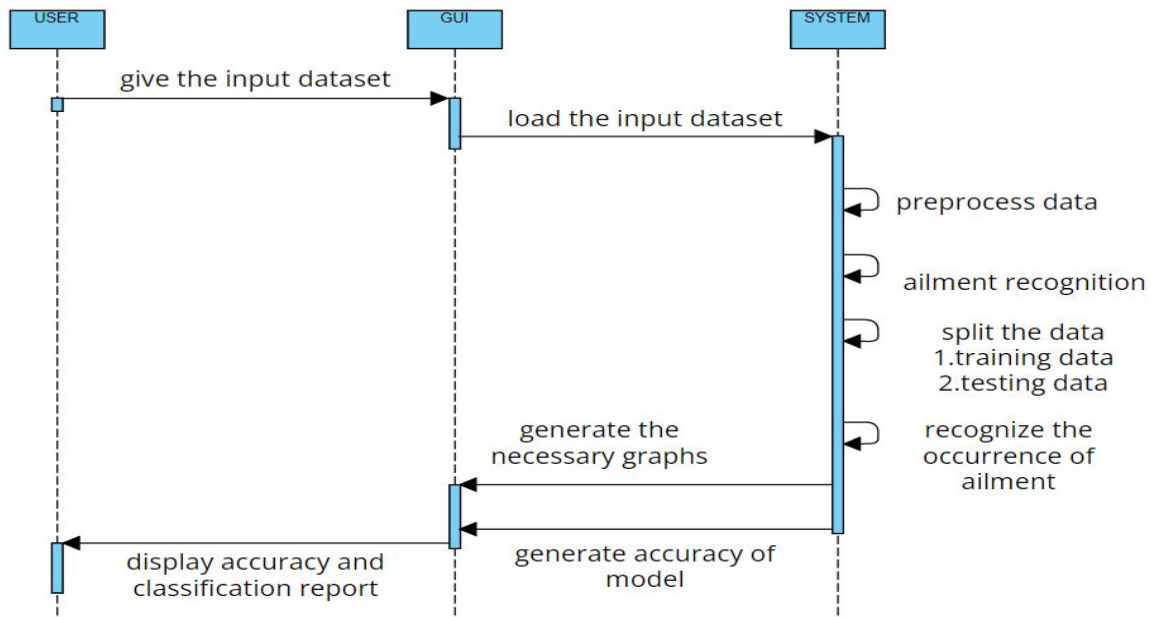 USER
GUI
SYSTEM
give the input dataset
load the input dataset
preprocess data
ailment recognition
split the data
1.training data
2.testing data
recognize the
occurrence of
ailment
generate the
necessary graphs
generate accuracy of
model
display accuracy and
classification report